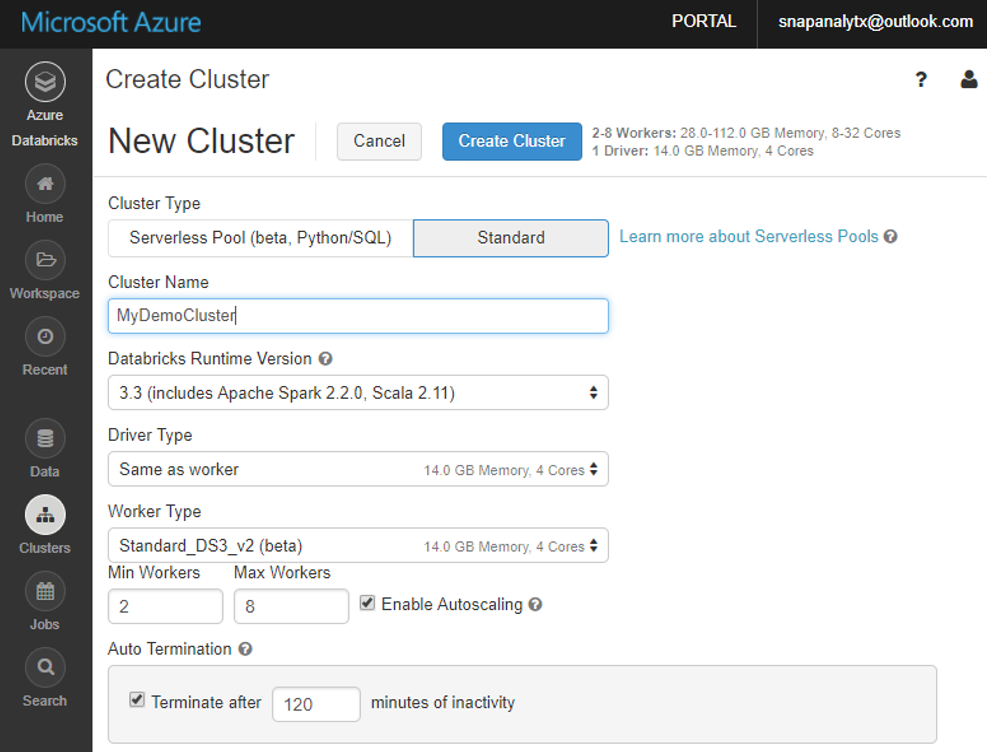 Microsoft Azure
PORTAL
snapanalytx@outlook.com
Azure
Databricks
Home
Workspace
Recent
Data
Clusters
Jobs
Search
Create Cluster
?
New Cluster
Cancel
Create Cluster
2-8 Workers: 28.0-112.0 GB Memory, 8-32 Cores
1 Driver: 14.0 GB Memory, 4 Cores
Cluster Type
Serverless Pool (beta, Python/SQL)
Standard
Learn more about Serverless Pools ?
Cluster Name
MyDemoCluster
Databricks Runtime Version ?
3.3 (includes Apache Spark 2.2.0, Scala 2.11)
Driver Type
Same as worker 14.0 GB Memory, 4 Cores
Worker Type
Standard_DS3_v2 (beta) 14.0 GB Memory, 4 Cores
Min Workers Max Workers
2 8 Enable Autoscaling ?
Auto Termination ?
Terminate after 120 minutes of inactivity